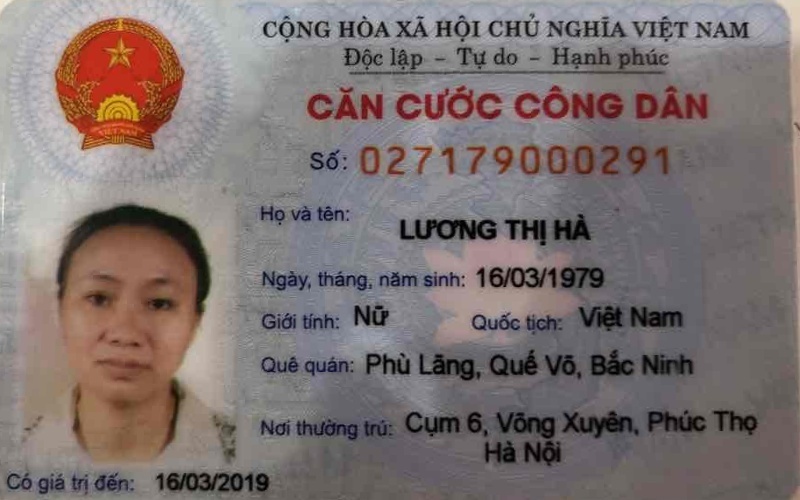 CỘNG HÒA XÃ HỘI CHỦ NGHĨA VIỆT NAM
Độc lập - Tự do - Hạnh phúc
CĂN CƯỚC CÔNG DÂN
Số: 027179000291
Họ và tên: LƯƠNG THỊ HÀ
Ngày, tháng, năm sinh: 16/03/1979
Giới tính: Nữ Quốc tịch: Việt Nam
Quê quán: Phù Lãng, Quế Võ, Bắc Ninh
Nơi thường trú: Cụm 6, Võng Xuyên, Phúc Thọ
Hà Nội
Có giá trị đến: 16/03/2019
VIỆT NAM